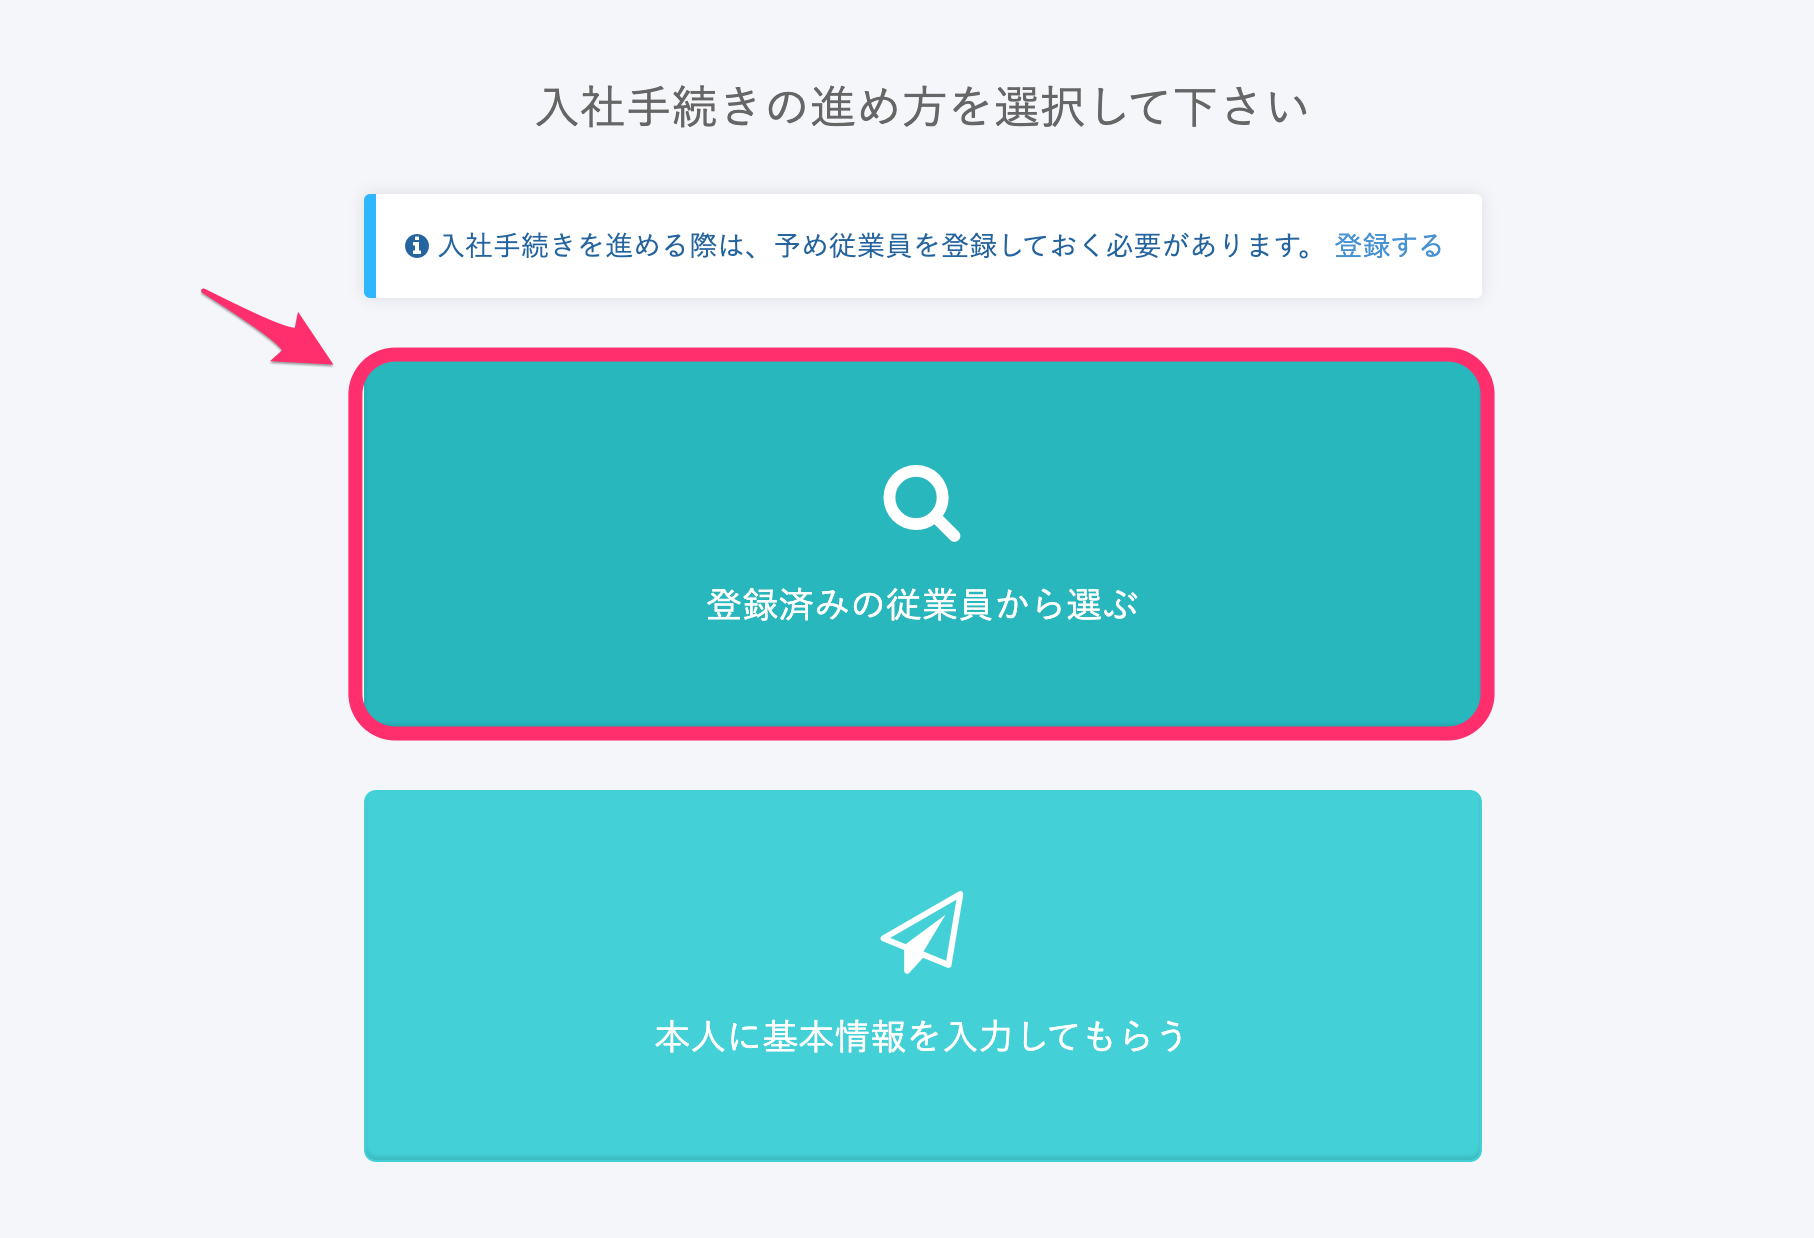 入社手続きの進め方を選択して下さい
入社手続きを進める際は、予め従業員を登録しておく必要があります。 登録する
登録済みの従業員から選ぶ
本人に基本情報を入力してもらう